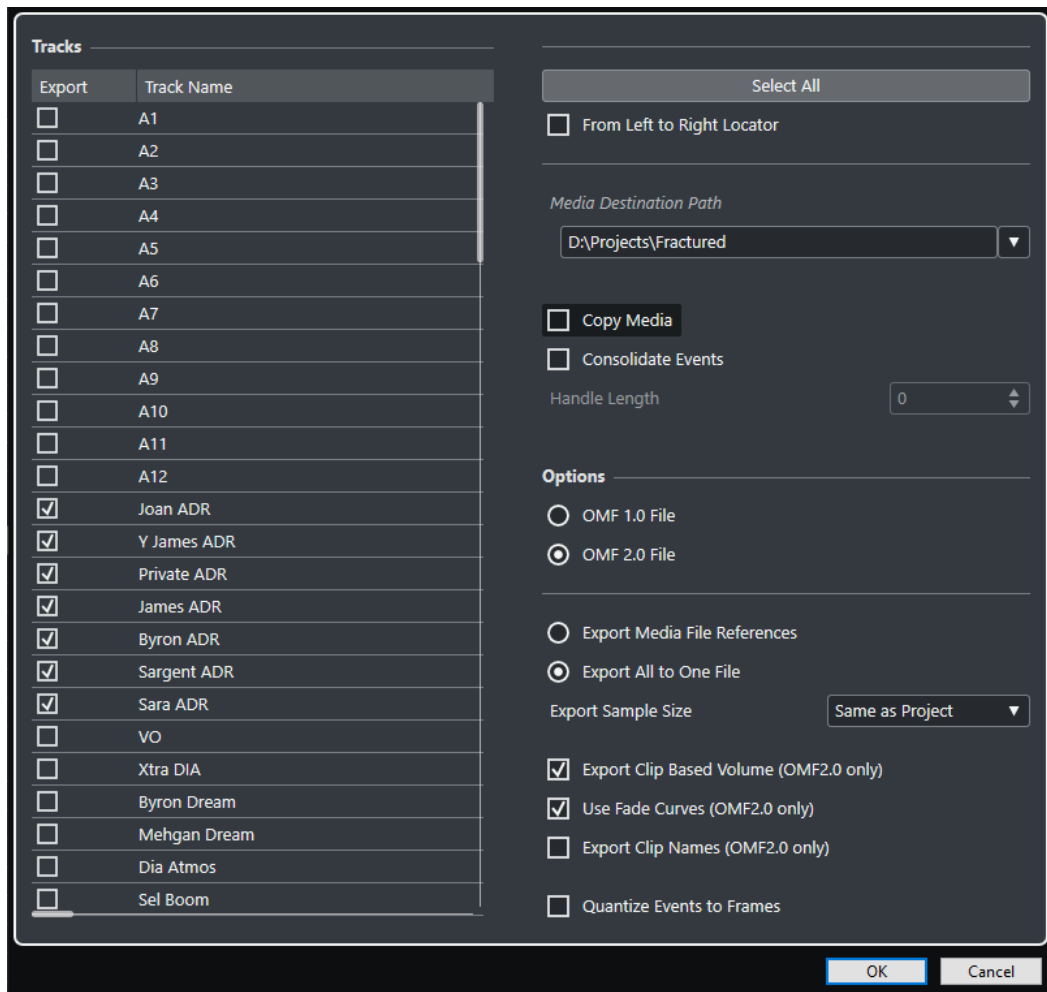 Tracks
Export Track Name
A1
A2
A3
A4
A5
A6
A7
A8
A9
A10
A11
A12
Joan ADR
Y James ADR
Private ADR
James ADR
Byron ADR
Sargent ADR
Sara ADR
VO
Xtra DIA
Byron Dream
Mehgan Dream
Dia Atmos
Sel Boom
Select All
From Left to Right Locator
Media Destination Path
D:\Projects\Fractured
Copy Media
Consolidate Events
Handle Length 0
Options
OMF 1.0 File
OMF 2.0 File
Export Media File References
Export All to One File
Export Sample Size Same as Project
Export Clip Based Volume (OMF2.0 only)
Use Fade Curves (OMF2.0 only)
Export Clip Names (OMF2.0 only)
Quantize Events to Frames
OK Cancel